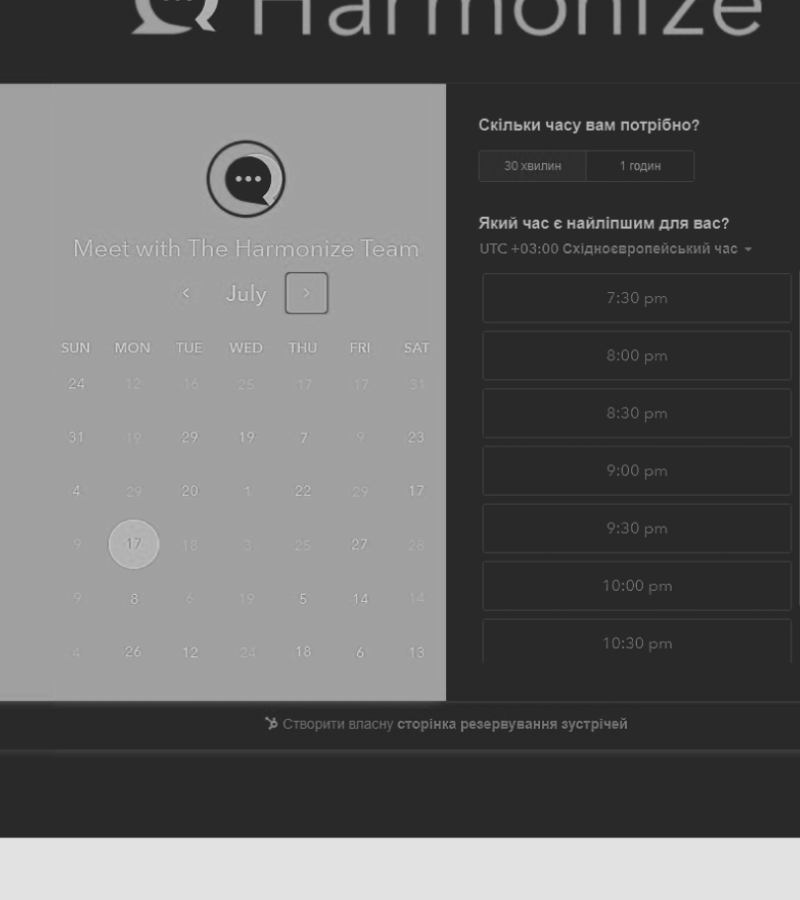 Harmonize
Meet with The Harmonize Team
July
SUN MON TUE WED THU FRI SAT
24 12 16 25 17 17 31
31 19 29 19 7 9 23
4 29 20 1 22 29 17
9 17 18 3 25 27 28
9 8 6 19 5 14 14
4 26 12 24 18 6 13
Скільки часу вам потрібно?
30 хвилин 1 годин
Який час є найліпшим для вас?
UTC +03:00 Східноєвропейський час
7:30 pm
8:00 pm
8:30 pm
9:00 pm
9:30 pm
10:00 pm
10:30 pm
Створити власну сторінка резервування зустрічей